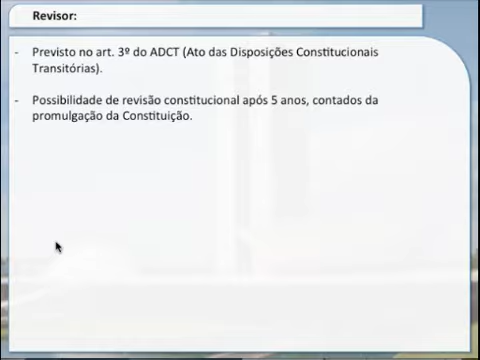 Revisor:
- Previsto no art. 3º do ADCT (Ato das Disposições Constitucionais
Transitórias).
- Possibilidade de revisão constitucional após 5 anos, contados da
promulgação da Constituição.